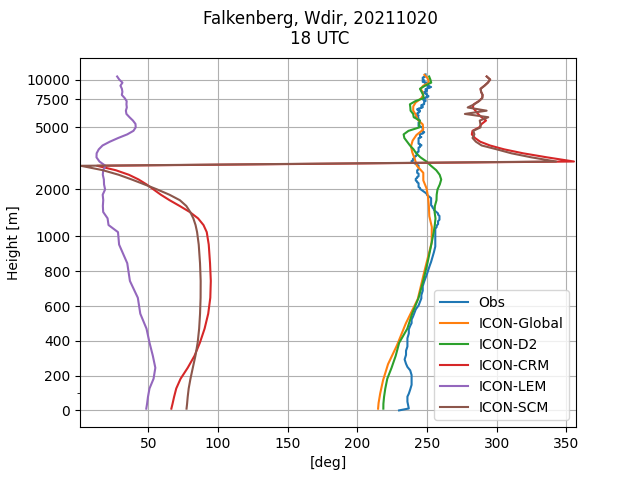 Falkenberg, Wdir, 20211020
18 UTC
Height [m]
10000
7500
5000
2000
1000
800
600
400
200
0
50
100
150
200
250
300
350
[deg]
Obs
ICON-Global
ICON-D2
ICON-CRM
ICON-LEM
ICON-SCM